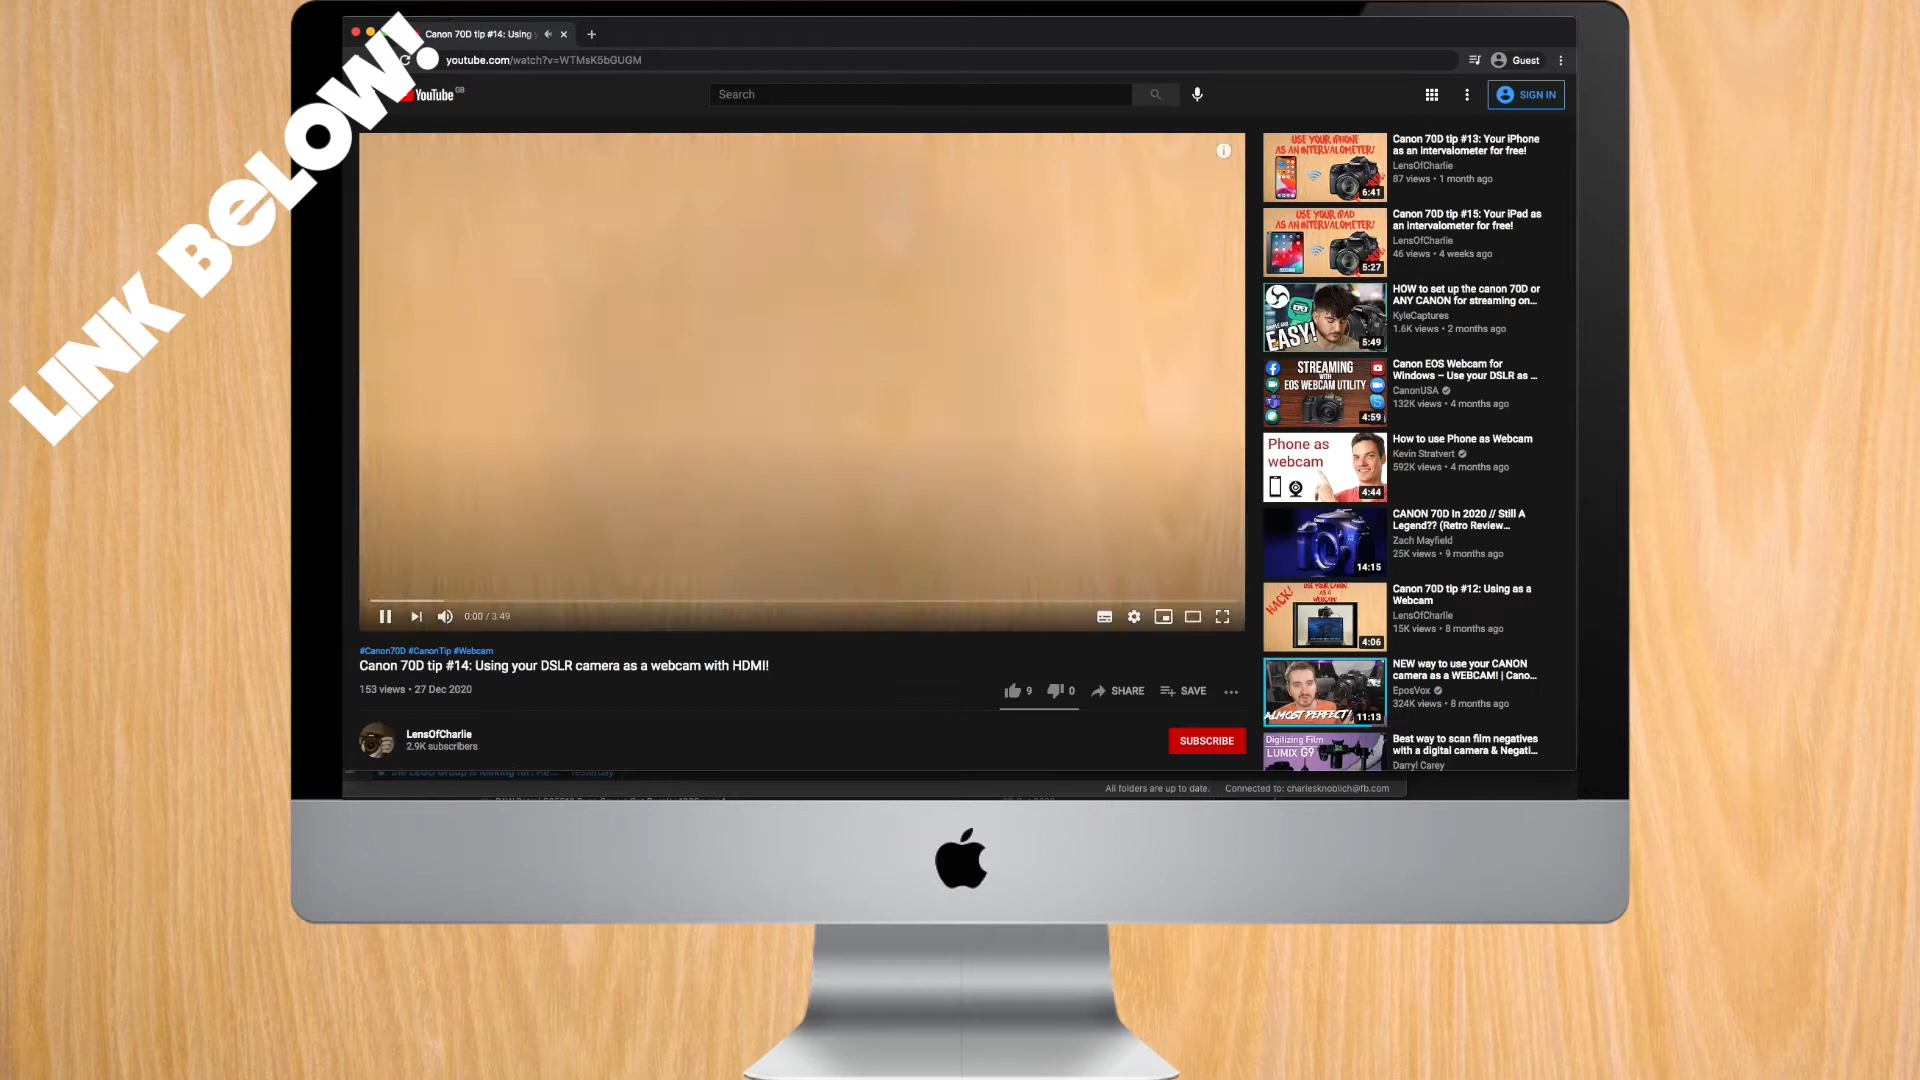 LINK BeLOW!
Canon 70D tip #14: Using
youtube.com/watch?v=WTMsK5bGUGM
Guest
YouTube GB
Search
SIGN IN
0:00 / 3:49
#Canon70D #CanonTip #Webcam
Canon 70D tip #14: Using your DSLR camera as a webcam with HDMI!
153 views • 27 Dec 2020
9
0
SHARE
SAVE
LensOfCharlie
2.9K subscribers
SUBSCRIBE
USE YOUR IPHONE
AS AN INTERVALOMETER!
6:41
Canon 70D tip #13: Your iPhone
as an intervalometer for free!
LensOfCharlie
87 views • 1 month ago
USE YOUR IPAD
AS AN INTERVALOMETER!
5:27
Canon 70D tip #15: Your iPad as
an intervalometer for free!
LensOfCharlie
46 views • 4 weeks ago
EASY!
5:49
HOW to set up the canon 70D or
ANY CANON for streaming on...
KyleCaptures
1.6K views • 2 months ago
STREAMING
WITH
EOS WEBCAM UTILITY
4:59
Canon EOS Webcam for
Windows – Use your DSLR as ...
CanonUSA
132K views • 4 months ago
Phone as
webcam
4:44
How to use Phone as Webcam
Kevin Stratvert
592K views • 4 months ago
14:15
CANON 70D In 2020 // Still A
Legend?? (Retro Review...
Zach Mayfield
25K views • 9 months ago
HACK!
USE YOUR CANON
AS A
WEBCAM!
4:06
Canon 70D tip #12: Using as a
Webcam
LensOfCharlie
15K views • 8 months ago
ALMOST PERFECT!
11:13
NEW way to use your CANON
camera as a WEBCAM! | Cano...
EposVox
324K views • 8 months ago
Digitizing Film
LUMIX G9
Best way to scan film negatives
with a digital camera & Negati...
Darryl Carey
the LEGO Group is looking for: He... Yesterday
All folders are up to date.
Connected to: charlesknoblich@fb.com